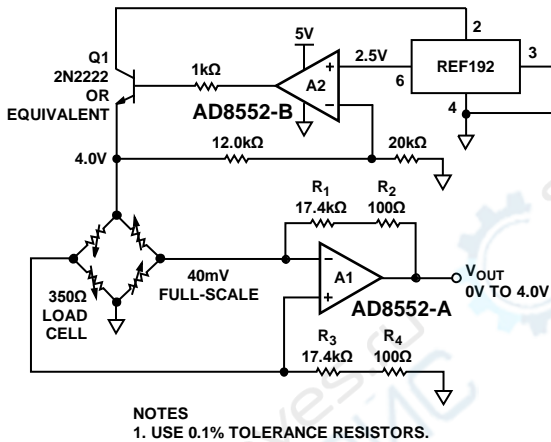 2
5V
Q1
2N2222
OR
EQUIVALENT
1kΩ
+
A2
−
2.5V
6
REF192
3
4
AD8552-B
4.0V
12.0kΩ
20kΩ
R1
17.4kΩ
R2
100Ω
350Ω
LOAD
CELL
40mV
FULL-SCALE
−
A1
+
VOUT
0V TO 4.0V
AD8552-A
R3
17.4kΩ
R4
100Ω
NOTES
1. USE 0.1% TOLERANCE RESISTORS.